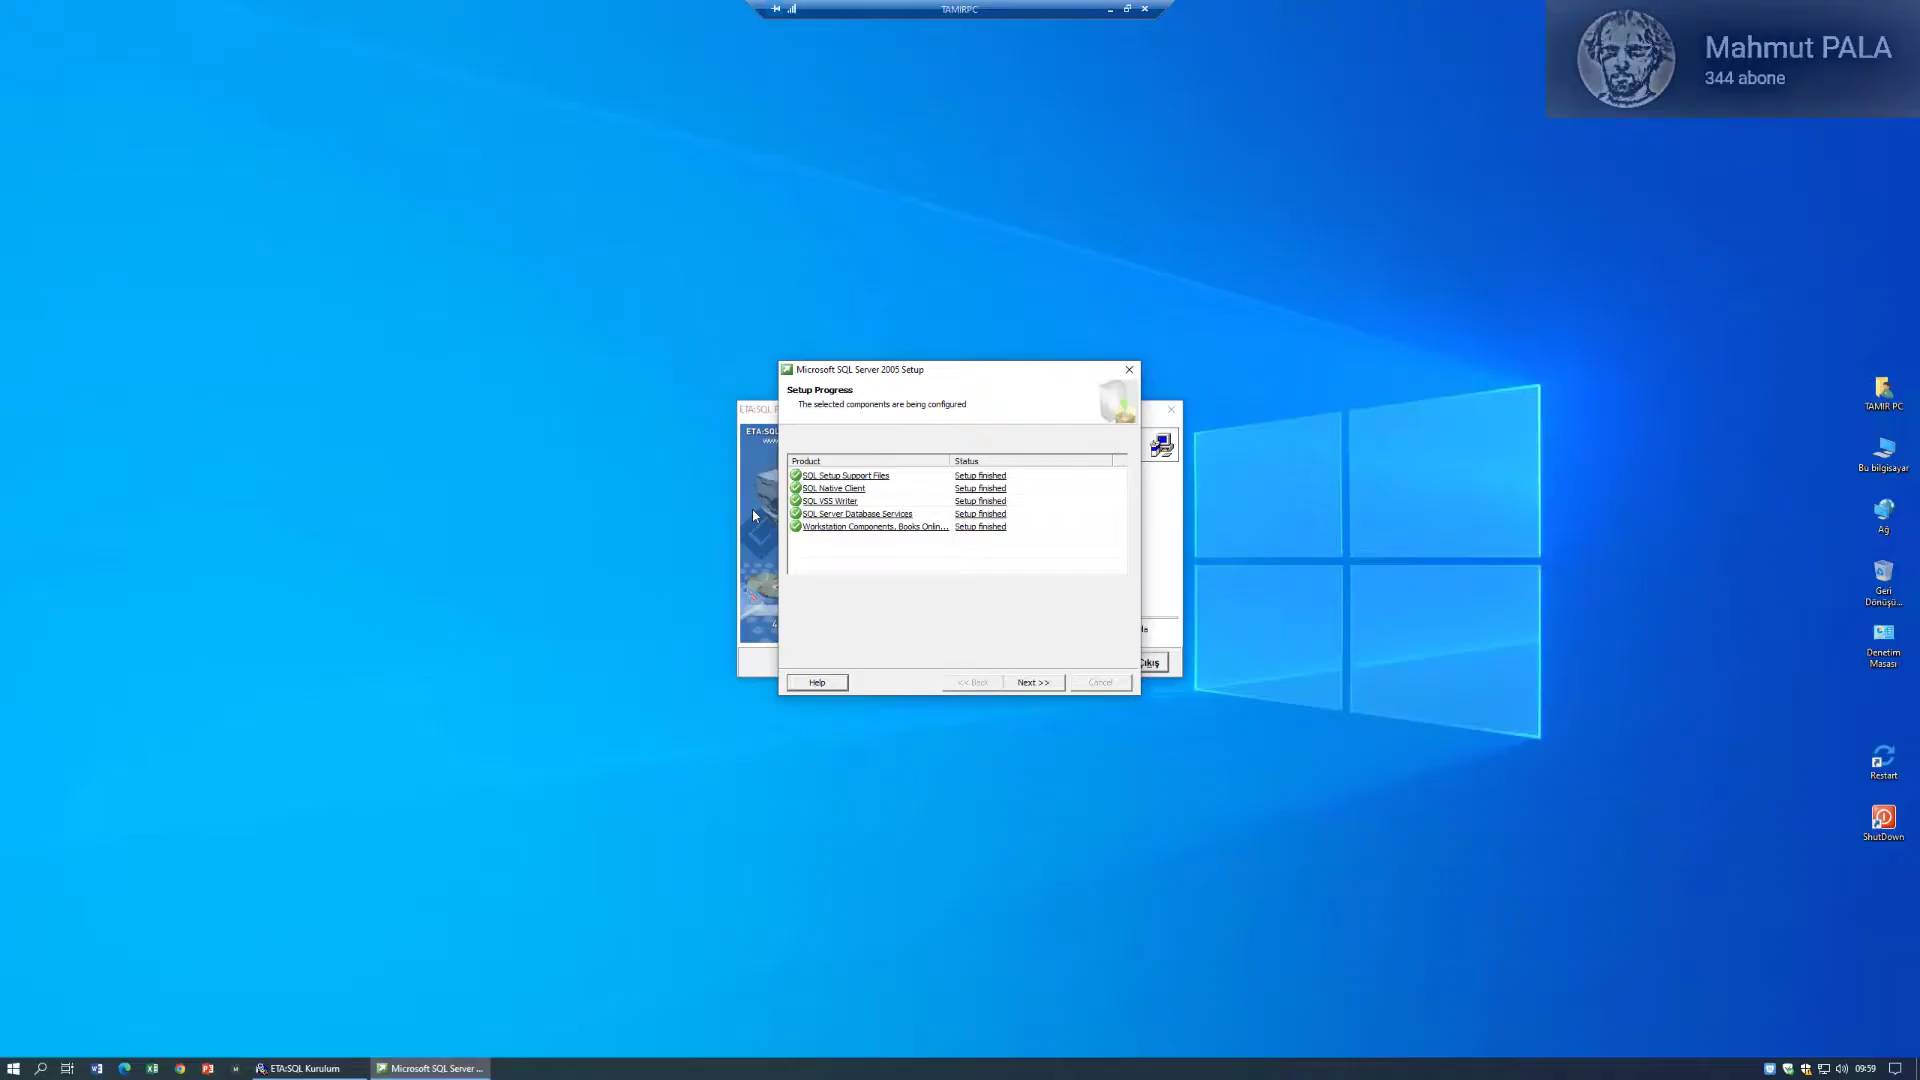 TAMIRPC
Mahmut PALA
344 abone
Microsoft SQL Server 2005 Setup
Setup Progress
The selected components are being configured
ETA:SQL
ETA:SQL
Product Status
SQL Setup Support Files Setup finished
SQL Native Client Setup finished
SQL VSS Writer Setup finished
SQL Server Database Services Setup finished
Workstation Components, Books Onlin... Setup finished
Çıkış
Help << Back Next >> Cancel
TAMIR PC
Bu bilgisayar
Ağ
Geri
Dönüşü...
Denetim
Masası
Restart
ShutDown
ETA:SQL Kurulum
Microsoft SQL Server ...
09:59